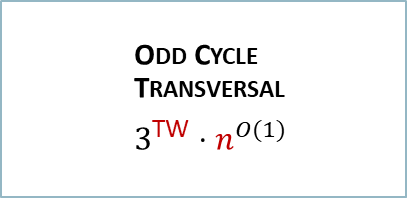 ODD CYCLE
TRANSVERSAL
3^TW · n^O(1)